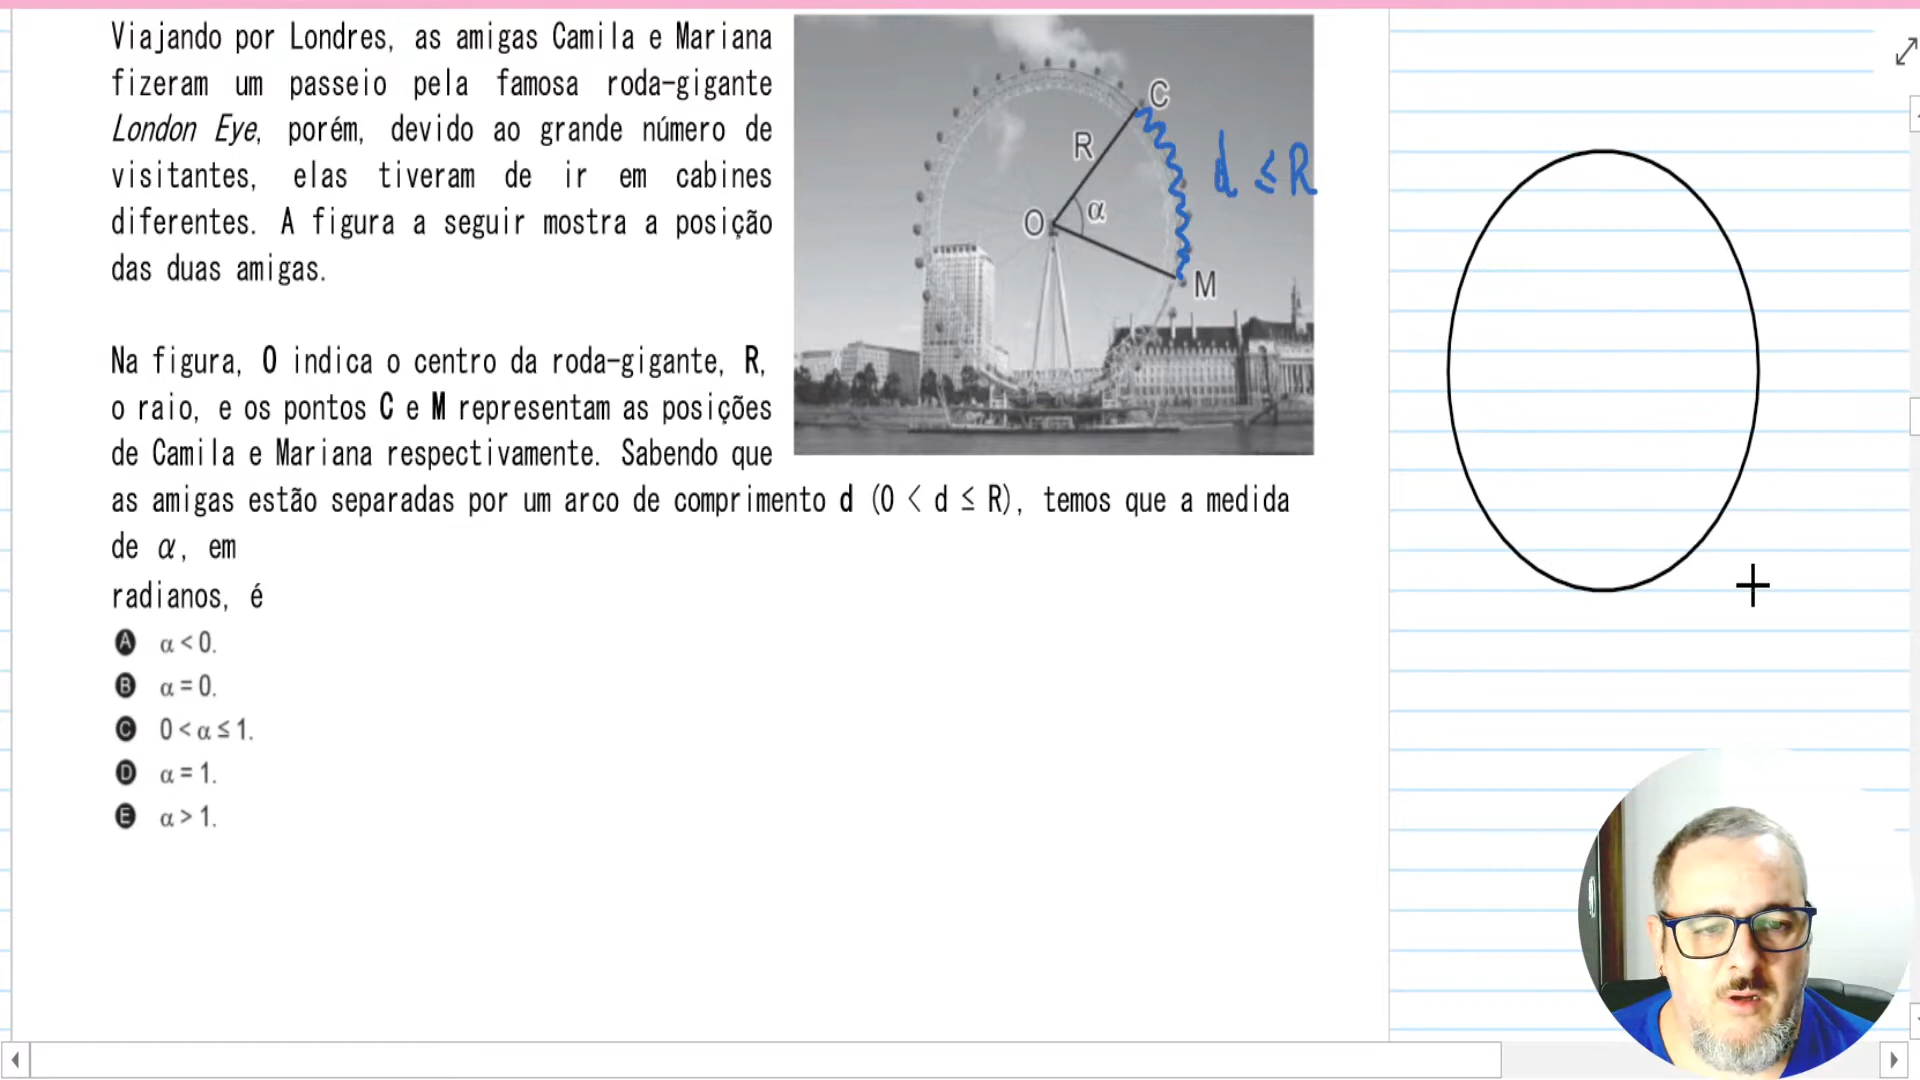 Viajando por Londres, as amigas Camila e Mariana
fizeram um passeio pela famosa roda-gigante
London Eye, porém, devido ao grande número de
visitantes, elas tiveram de ir em cabines
diferentes. A figura a seguir mostra a posição
das duas amigas.
C
R
d ≤ R
α
O
M
Na figura, O indica o centro da roda-gigante, R,
o raio, e os pontos C e M representam as posições
de Camila e Mariana respectivamente. Sabendo que
as amigas estão separadas por um arco de comprimento d (0 < d ≤ R), temos que a medida
de α, em
radianos, é
A α < 0.
B α = 0.
C 0 < α ≤ 1.
D α = 1.
E α > 1.